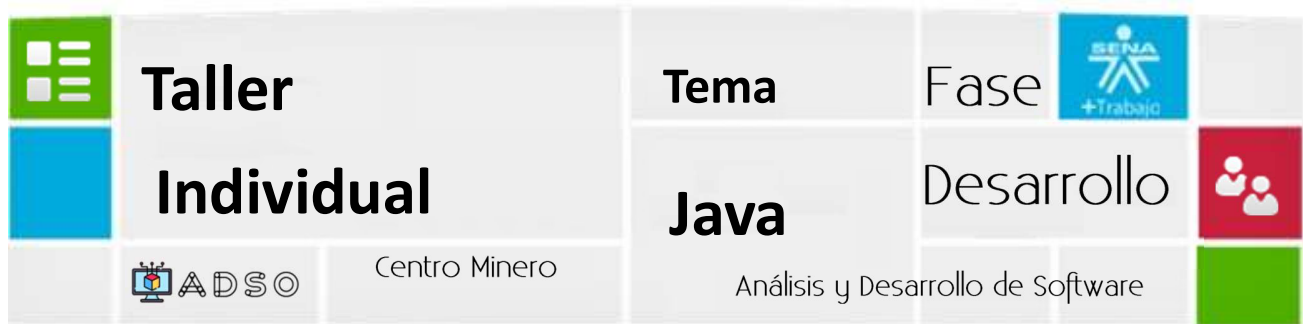 Taller
Individual
Tema
Java
Fase
Desarrollo
SENA
+Trabajo
ADSO
Centro Minero
Análisis y Desarrollo de Software